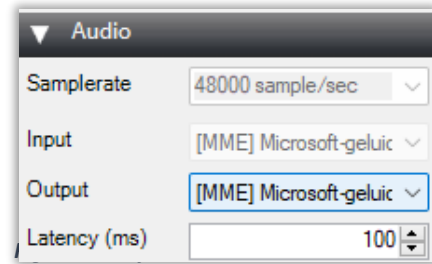 ▼ Audio
Samplerate 48000 sample/sec
Input [MME] Microsoft-geluic
Output [MME] Microsoft-geluic
Latency (ms) 100